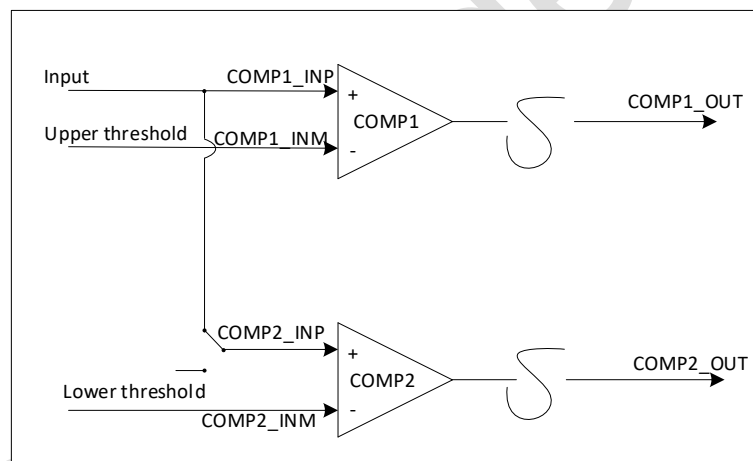 Input
COMP1_INP
+
COMP1
COMP1_OUT
Upper threshold
COMP1_INM
-
COMP2_INP
+
COMP2
COMP2_OUT
Lower threshold
COMP2_INM
-